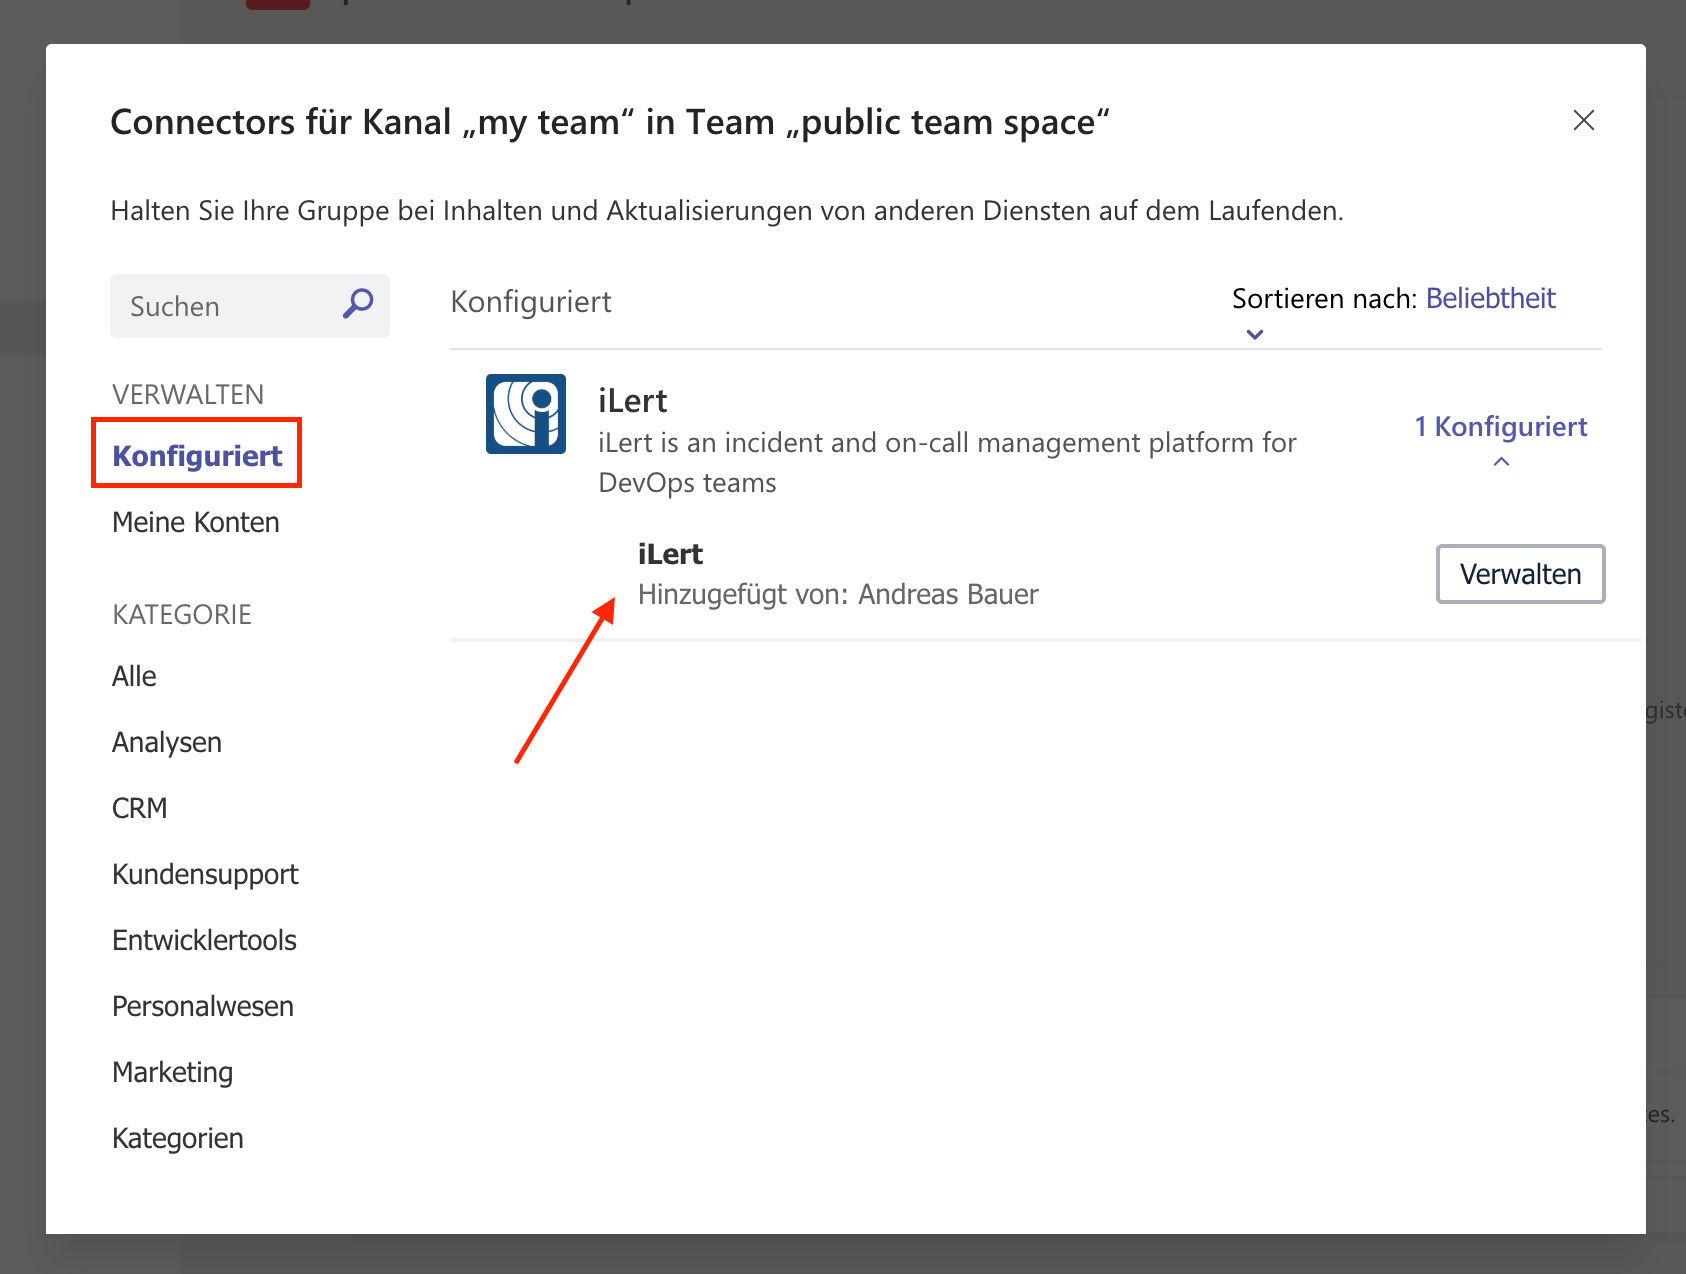 Connectors für Kanal „my team“ in Team „public team space“
Halten Sie Ihre Gruppe bei Inhalten und Aktualisierungen von anderen Diensten auf dem Laufenden.
Suchen
VERWALTEN
Konfiguriert
Meine Konten
KATEGORIE
Alle
Analysen
CRM
Kundensupport
Entwicklertools
Personalwesen
Marketing
Kategorien
Konfiguriert
Sortieren nach: Beliebtheit
iLert
iLert is an incident and on-call management platform for
DevOps teams
1 Konfiguriert
iLert
Hinzugefügt von: Andreas Bauer
Verwalten